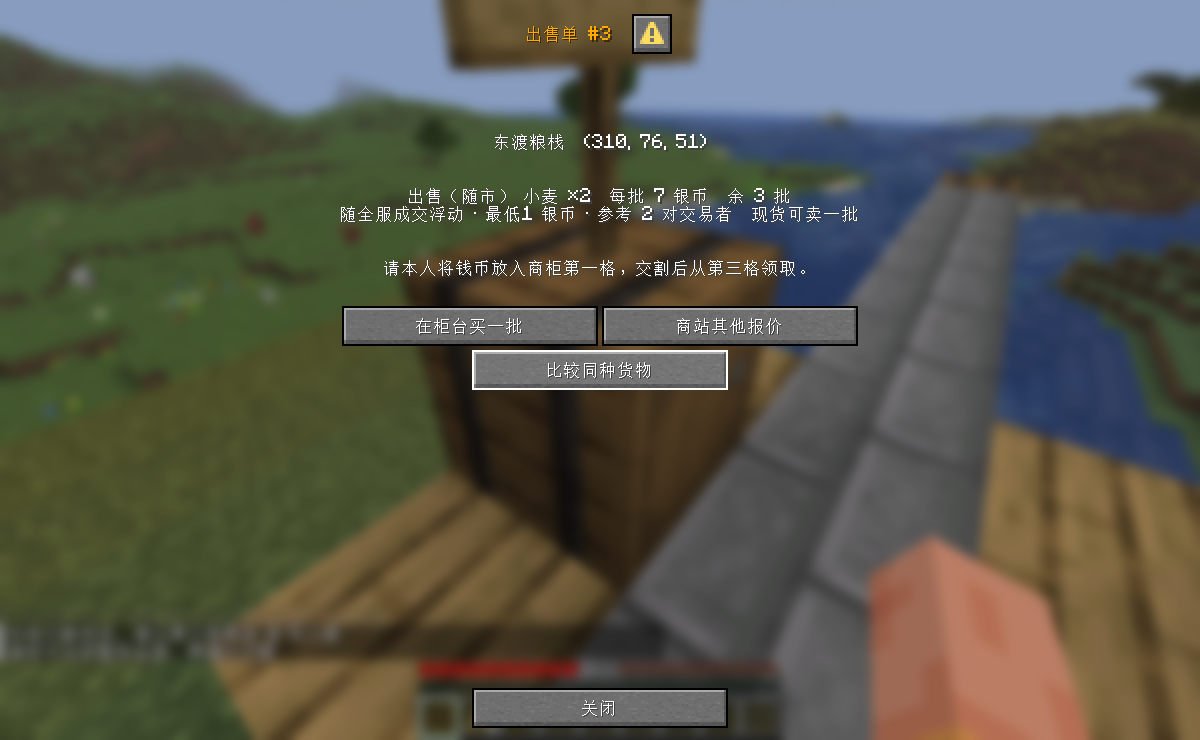 出售单 #3
东渡粮栈 (310, 76, 51)
出售（随市） 小麦 x2 每批 7 银币 余 3 批
随全服成交浮动 · 最低1 银币 · 参考 2 对交易者 现货可卖一批
请本人将钱币放入商柜第一格，交割后从第三格领取。
在柜台买一批
商站其他报价
比较同种货物
关闭